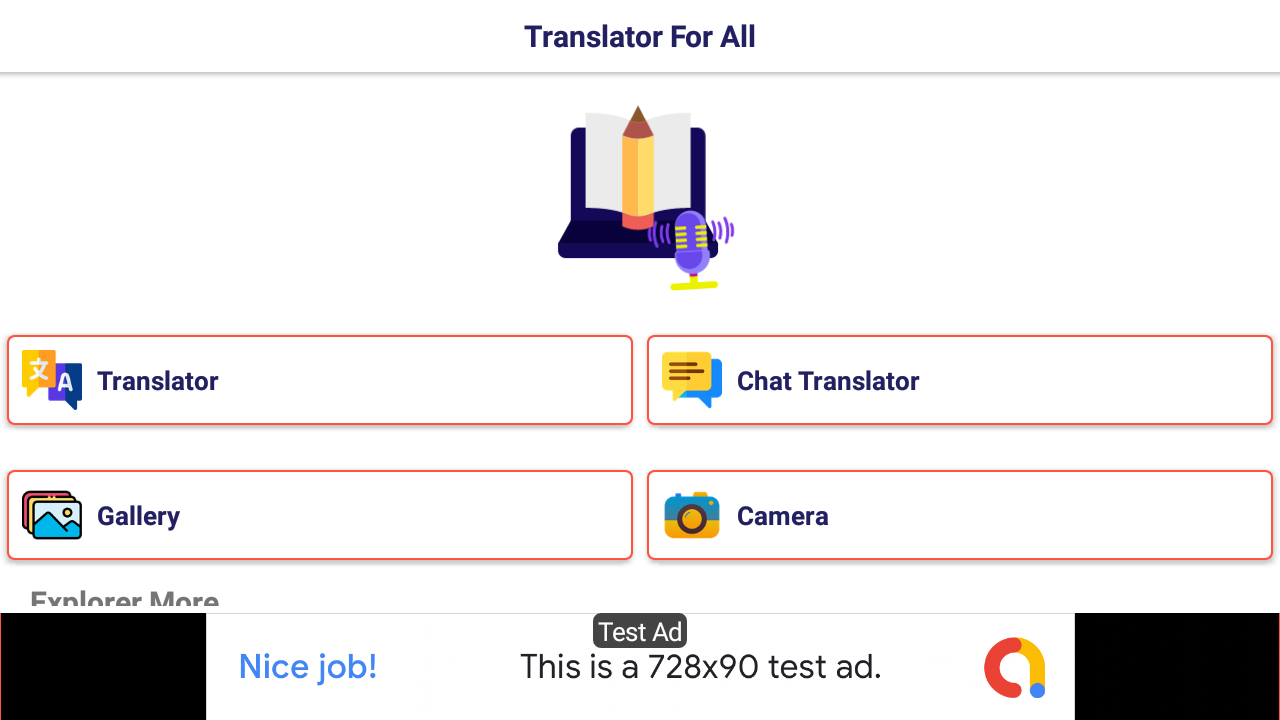 Translator For All
文
A
Translator
Chat Translator
Gallery
Camera
Explorer More
Test Ad
Nice job!
This is a 728x90 test ad.